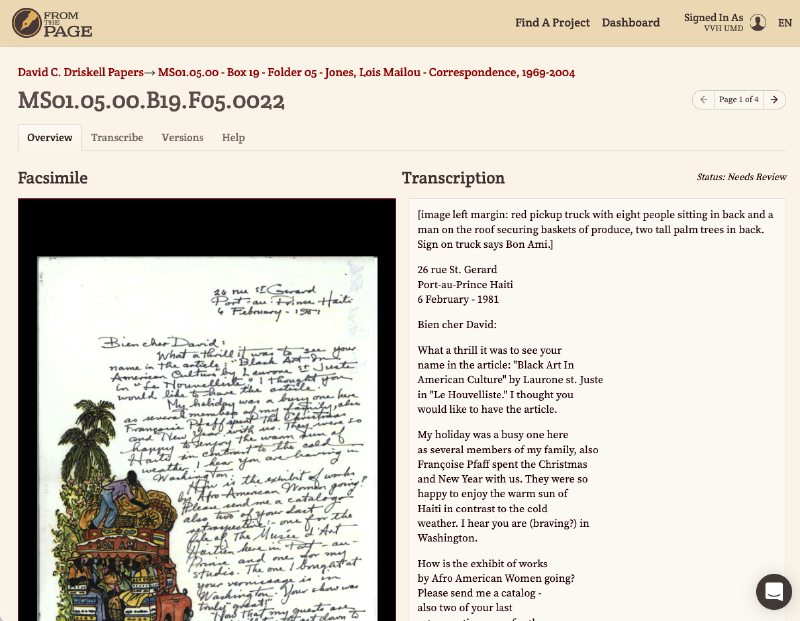 FROM
THE
PAGE
Find A Project
Dashboard
Signed In As
VVH UMD
EN
David C. Driskell Papers→ MS01.05.00 - Box 19 - Folder 05 - Jones, Lois Mailou - Correspondence, 1969-2004
MS01.05.00.B19.F05.0022
← Page 1 of 4 →
Overview
Transcribe
Versions
Help
Facsimile
26 rue St Gerard
Port-au-Prince Haiti
6 February - 1981
Bien cher David:
What a thrill it was to see your
name in the article: "Black Art In
American Culture" by Laurone St Juste
in "Le Nouvelliste." I thought you
would like to have the article.
My holiday was a busy one here
as several members of my family, also
Françoise Pfaff spent the Christmas
and New Year with us. They were so
happy to enjoy the warm sun of
Haiti in contrast to the cold
weather. I hear you are having in
Washington.
How is the exhibit of works
by Afro-American Women going?
Please send me a catalog -
also two of your last
retrospective - one for the
file of the Musée d'Art
Haitien here in Port-au-
Prince and one for my
studio. The one I bought at
your vernissage is in
Washington. Your show was
truly great!
Now that my guests are
BON AMI
Transcription
Status: Needs Review
[image left margin: red pickup truck with eight people sitting in back and a
man on the roof securing baskets of produce, two tall palm trees in back.
Sign on truck says Bon Ami.]
26 rue St. Gerard
Port-au-Prince Haiti
6 February - 1981
Bien cher David:
What a thrill it was to see your
name in the article: "Black Art In
American Culture" by Laurone st. Juste
in "Le Houvelliste." I thought you
would like to have the article.
My holiday was a busy one here
as several members of my family, also
Françoise Pfaff spent the Christmas
and New Year with us. They were so
happy to enjoy the warm sun of
Haiti in contrast to the cold
weather. I hear you are (braving?) in
Washington.
How is the exhibit of works
by Afro American Women going?
Please send me a catalog -
also two of your last